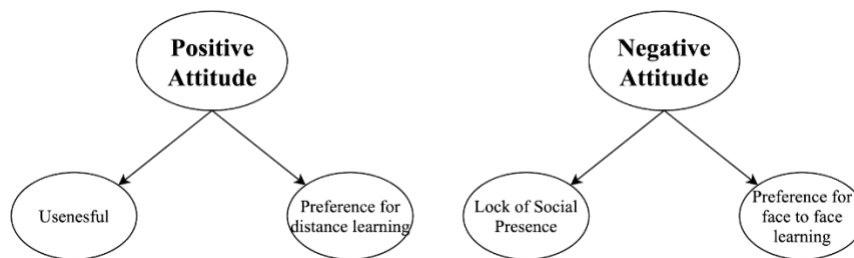 Positive
Attitude
Negative
Attitude
Usenesful
Preference for
distance learning
Lock of Social
Presence
Preference for
face to face
learning